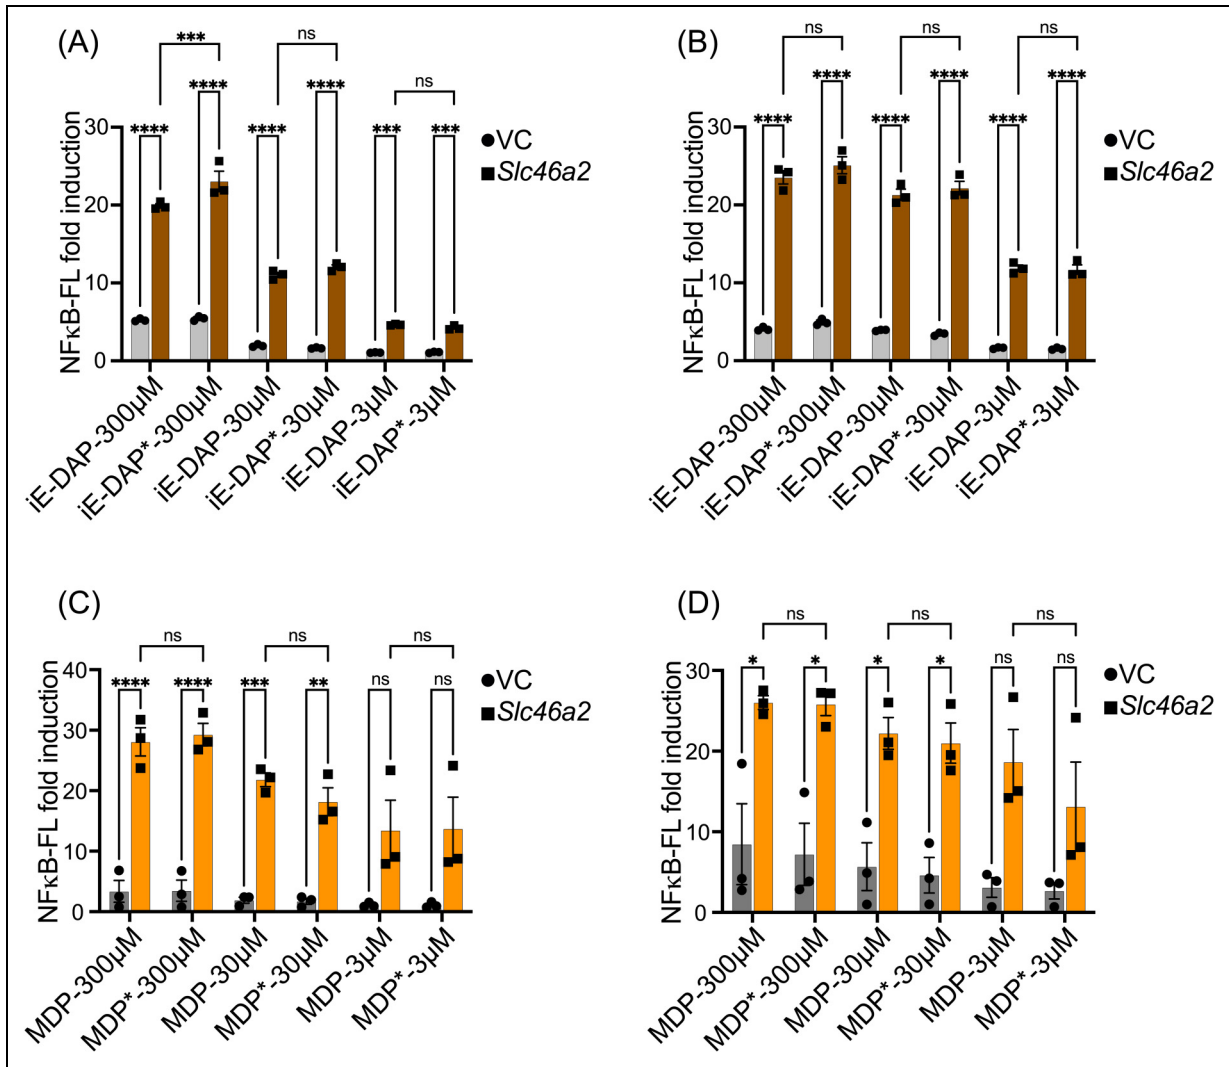 (A)
*** ns
ns
**** **** **** **** *** ***
NFκB-FL fold induction
30
20
10
0
VC
Slc46a2
iE-DAP-300μM
iE-DAP*-300μM
iE-DAP-30μM
iE-DAP*-30μM
iE-DAP-3μM
iE-DAP*-3μM
(B)
ns ns ns
**** **** **** **** **** ****
NFκB-FL fold induction
30
20
10
0
VC
Slc46a2
iE-DAP-300μM
iE-DAP*-300μM
iE-DAP-30μM
iE-DAP*-30μM
iE-DAP-3μM
iE-DAP*-3μM
(C)
ns ns ns
**** **** *** ** ns ns
NFκB-FL fold induction
40
30
20
10
0
VC
Slc46a2
MDP-300μM
MDP*-300μM
MDP-30μM
MDP*-30μM
MDP-3μM
MDP*-3μM
(D)
ns ns ns
* * * * ns ns
NFκB-FL fold induction
30
20
10
0
VC
Slc46a2
MDP-300μM
MDP*-300μM
MDP-30μM
MDP*-30μM
MDP-3μM
MDP*-3μM